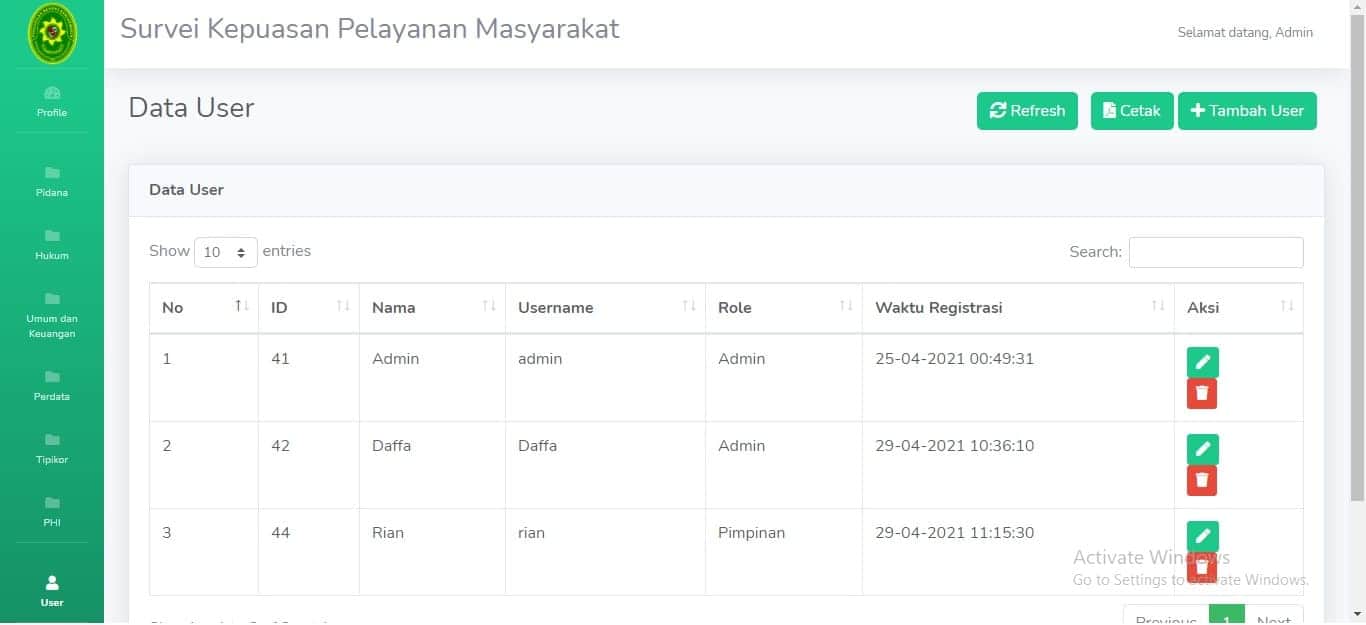 Survei Kepuasan Pelayanan Masyarakat
Selamat datang, Admin
Profile
Pidana
Hukum
Umum dan
Keuangan
Perdata
Tipikor
PHI
User
Data User
Refresh
Cetak
Tambah User
Data User
Show 10 entries
Search:
No ID Nama Username Role Waktu Registrasi Aksi
1 41 Admin admin Admin 25-04-2021 00:49:31
2 42 Daffa Daffa Admin 29-04-2021 10:36:10
3 44 Rian rian Pimpinan 29-04-2021 11:15:30
Activate Windows
Go to Settings to activate Windows.
Previous 1 Next